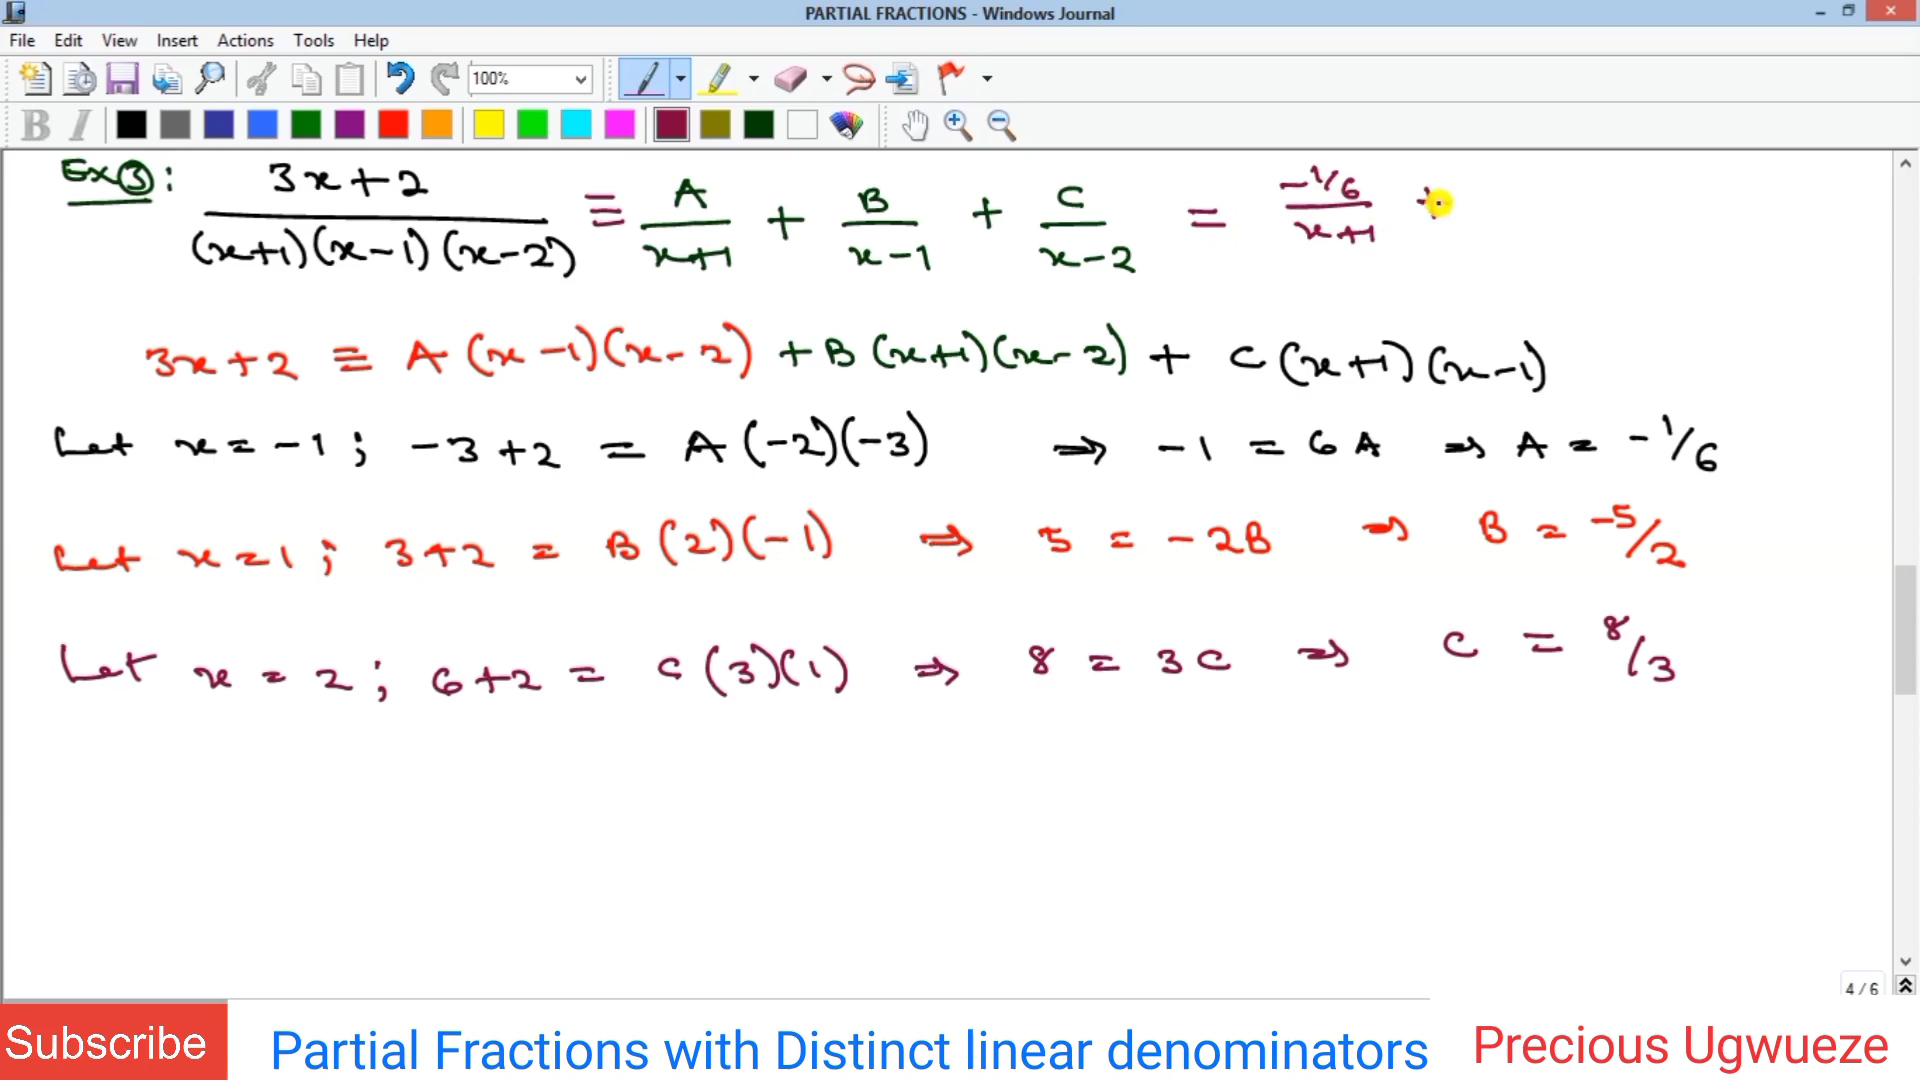 PARTIAL FRACTIONS - Windows Journal
File Edit View Insert Actions Tools Help
100%
B I
Ex③: (3x+2)/((x+1)(x-1)(x-2)) ≡ A/(x+1) + B/(x-1) + C/(x-2) = (-1/6)/(x+1) +
3x+2 ≡ A(x-1)(x-2) + B(x+1)(x-2) + C(x+1)(x-1)
Let x = -1 ; -3+2 = A(-2)(-3) ⇒ -1 = 6A ⇒ A = -1/6
Let x = 1 ; 3+2 = B(2)(-1) ⇒ 5 = -2B ⇒ B = -5/2
Let x = 2 ; 6+2 = C(3)(1) ⇒ 8 = 3C ⇒ C = 8/3
4/6
Subscribe Partial Fractions with Distinct linear denominators Precious Ugwueze